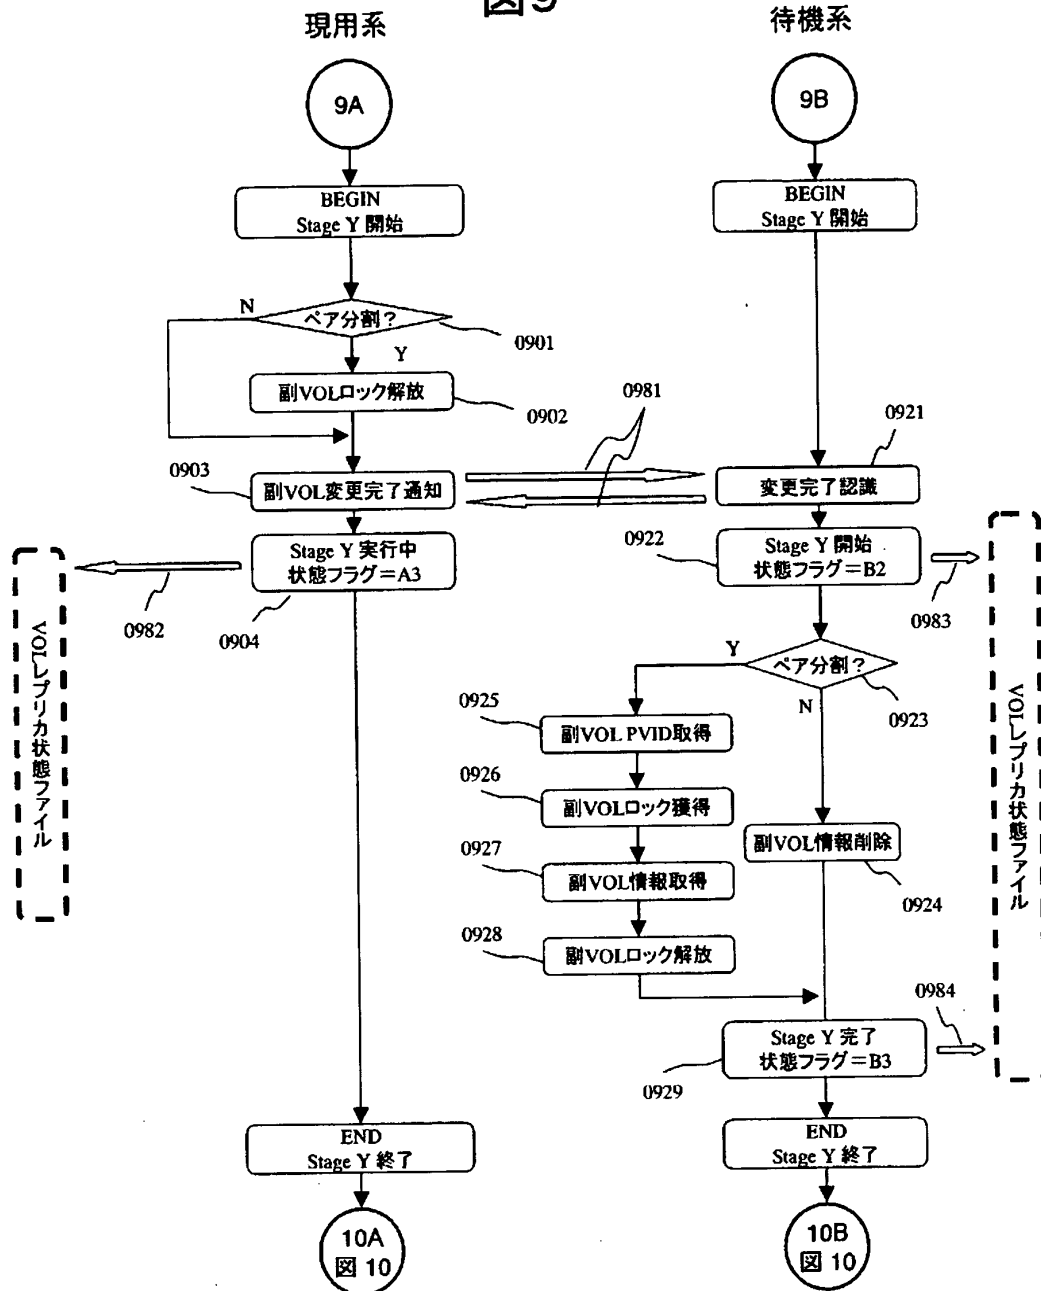 図9
現用系
待機系
9A
9B
BEGIN
Stage Y 開始
BEGIN
Stage Y 開始
N
ペア分割？
0901
Y
副VOLロック解放
0902
0981
0921
0903
副VOL変更完了通知
変更完了認識
0922
Stage Y 実行中
状態フラグ＝A3
Stage Y 開始
状態フラグ＝B2
0982
0904
0983
VOLレプリカ状態ファイル
Y
ペア分割？
N
0923
0925
副VOL PVID取得
0926
副VOLロック獲得
副VOL情報削除
0924
0927
副VOL情報取得
0928
副VOLロック解放
VOLレプリカ状態ファイル
0984
Stage Y 完了
状態フラグ＝B3
0929
END
Stage Y 終了
END
Stage Y 終了
10A
図 10
10B
図 10